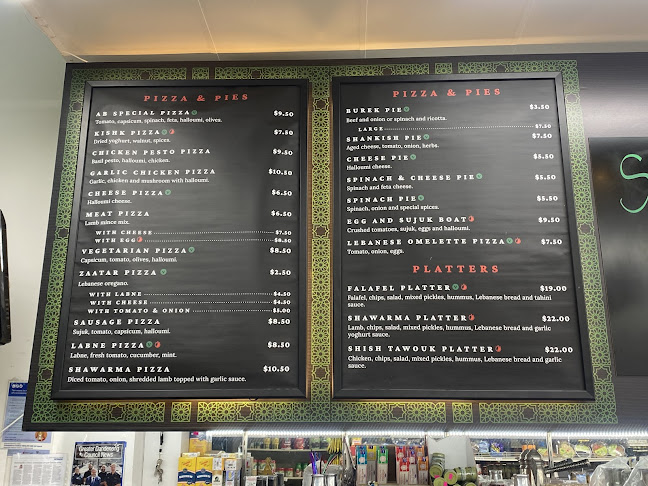 PIZZA & PIES
AB SPECIAL PIZZA $9.50
Tomato, capsicum, spinach, feta, halloumi, olives.
KISHK PIZZA $7.50
Dried yoghurt, walnut, spices.
CHICKEN PESTO PIZZA $9.50
Basil pesto, halloumi, chicken.
GARLIC CHICKEN PIZZA $10.50
Garlic, chicken and mushroom with halloumi.
CHEESE PIZZA $6.50
Halloumi cheese.
MEAT PIZZA $6.50
Lamb mince mix.
WITH CHEESE $7.50
WITH EGG $8.50
VEGETARIAN PIZZA $8.50
Capsicum, tomato, olives, halloumi.
ZAATAR PIZZA $2.50
Lebanese oregano.
WITH LABNE $4.50
WITH CHEESE $4.50
WITH TOMATO & ONION $5.00
SAUSAGE PIZZA $8.50
Sujuk, tomato, capsicum, halloumi.
LABNE PIZZA $8.50
Labne, fresh tomato, cucumber, mint.
SHAWARMA PIZZA $10.50
Diced tomato, onion, shredded lamb topped with garlic sauce.
PIZZA & PIES
BUREK PIE $3.50
Beef and onion or spinach and ricotta.
LARGE $7.50
SHANKISH PIE $7.50
Aged cheese, tomato, onion, herbs.
CHEESE PIE $5.50
Halloumi cheese.
SPINACH & CHEESE PIE $5.50
Spinach and feta cheese.
SPINACH PIE $5.50
Spinach, onion and special spices.
EGG AND SUJUK BOAT $9.50
Crushed tomatoes, sujuk, eggs and halloumi.
LEBANESE OMELETTE PIZZA $7.50
Tomato, onion, eggs.
PLATTERS
FALAFEL PLATTER $19.00
Falafel, chips, salad, mixed pickles, hummus, Lebanese bread and tahini
sauce.
SHAWARMA PLATTER $22.00
Lamb, chips, salad, mixed pickles, hummus, Lebanese bread and garlic
yoghurt sauce.
SHISH TAWOUK PLATTER $22.00
Chicken, chips, salad, mixed pickles, hummus, Lebanese bread and garlic
sauce.
S
Greater Dandenong
Council News